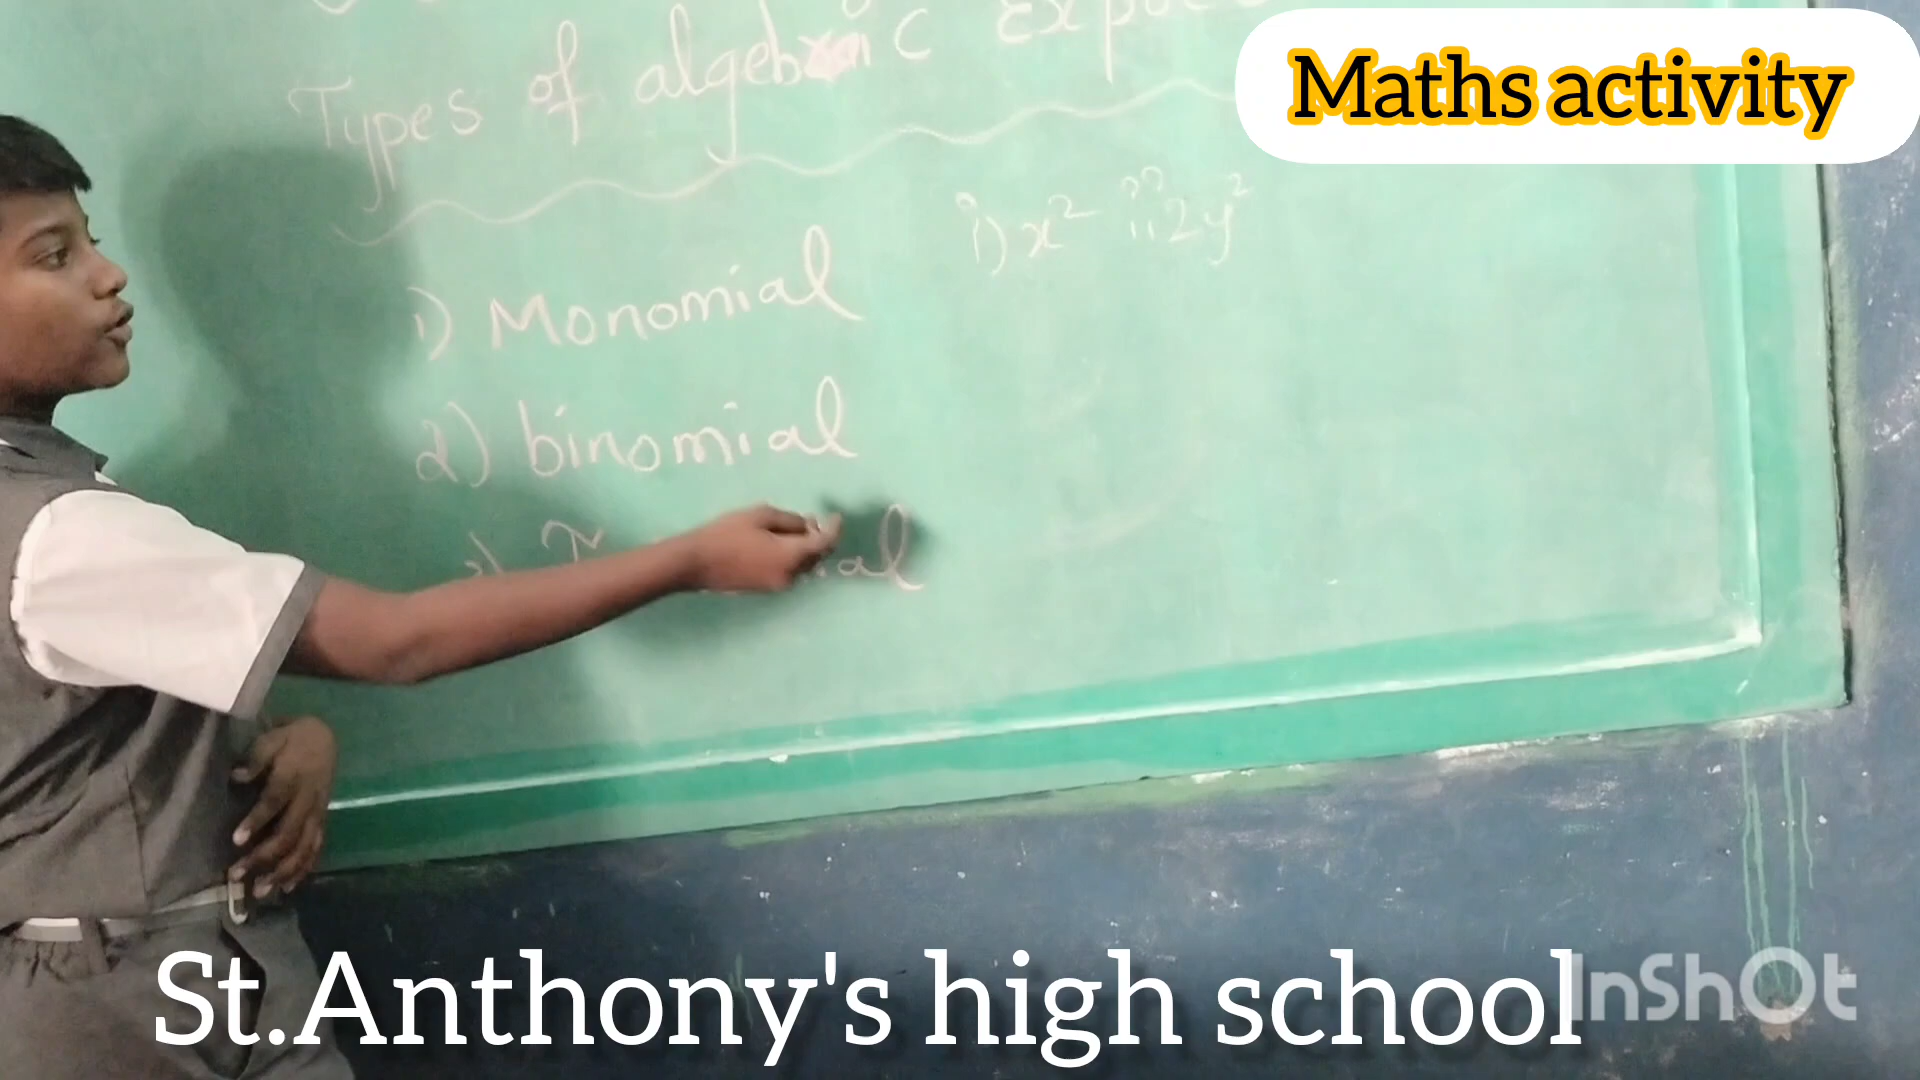 Types of algebraic
Maths activity
i) x² ii 2y²
1) Monomial
2) binomial
St.Anthony's high school
InShOt